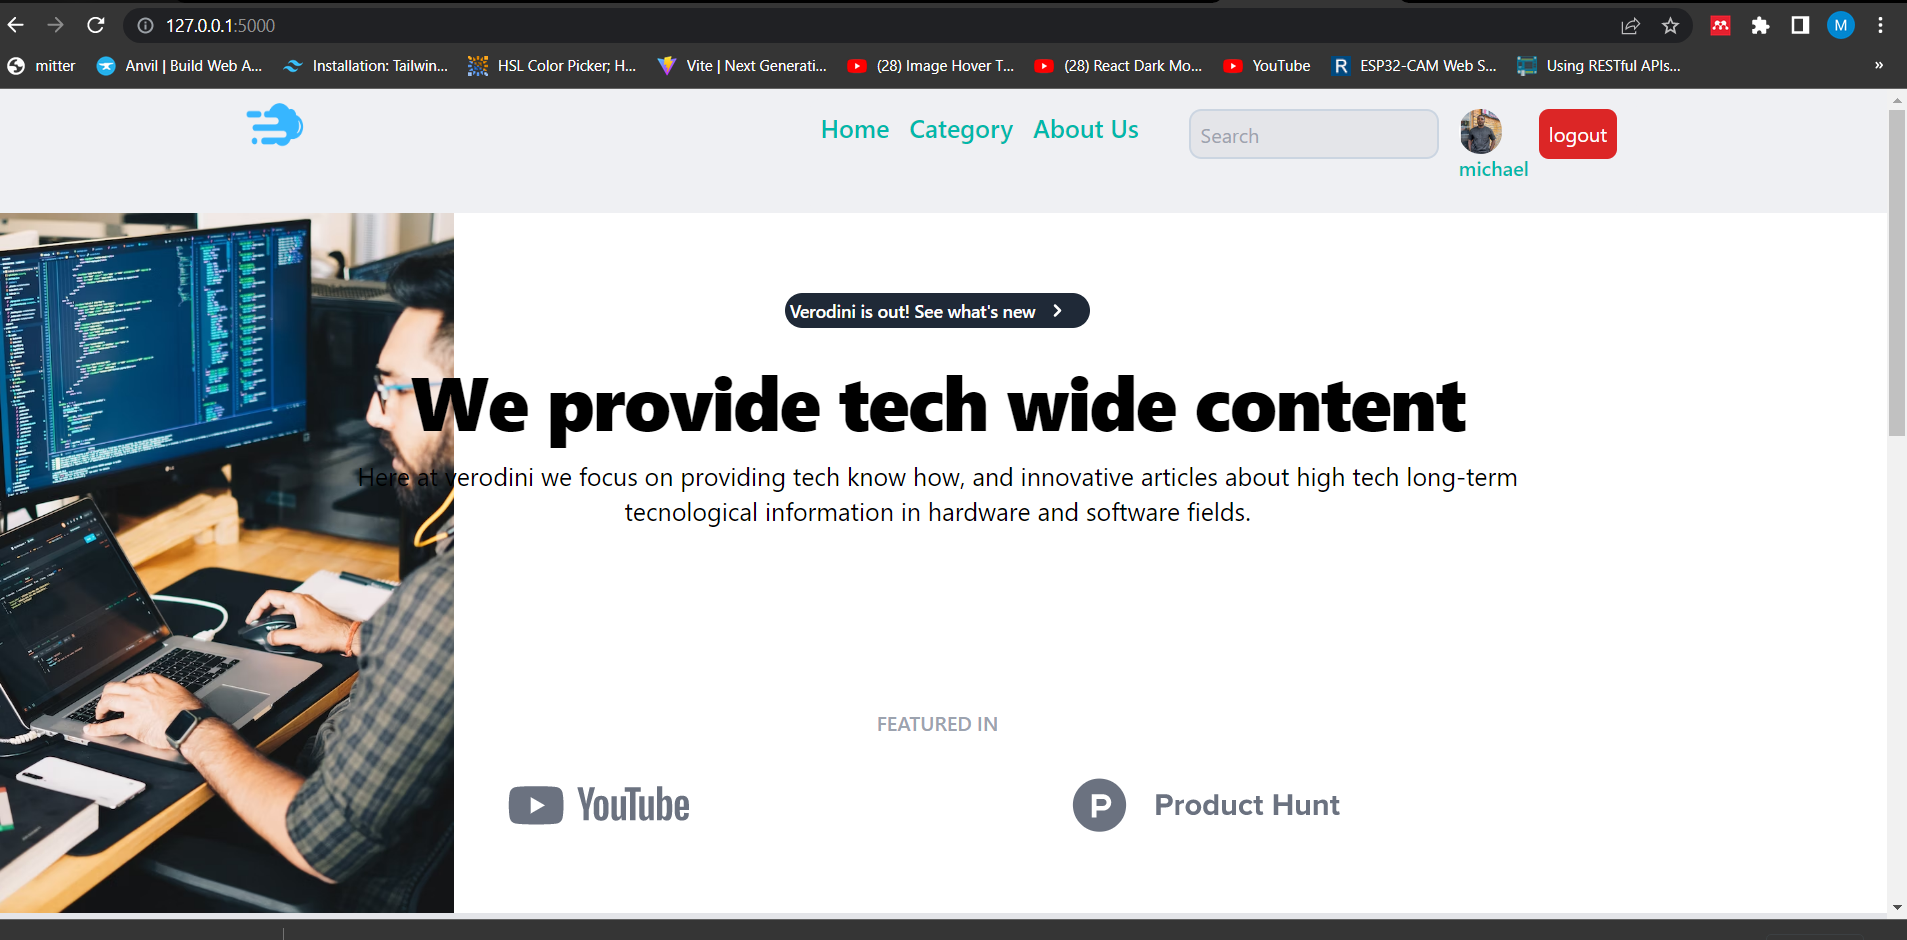 127.0.0.1:5000
M
mitter
Anvil | Build Web A...
Installation: Tailwin...
HSL Color Picker; H...
Vite | Next Generati...
(28) Image Hover T...
(28) React Dark Mo...
YouTube
R
ESP32-CAM Web S...
Using RESTful APIs...
»
Home Category About Us
Search
michael
logout
Verodini is out! See what's new
We provide tech wide content
Here at verodini we focus on providing tech know how, and innovative articles about high tech long-term
tecnological information in hardware and software fields.
LG
FEATURED IN
YouTube
P Product Hunt